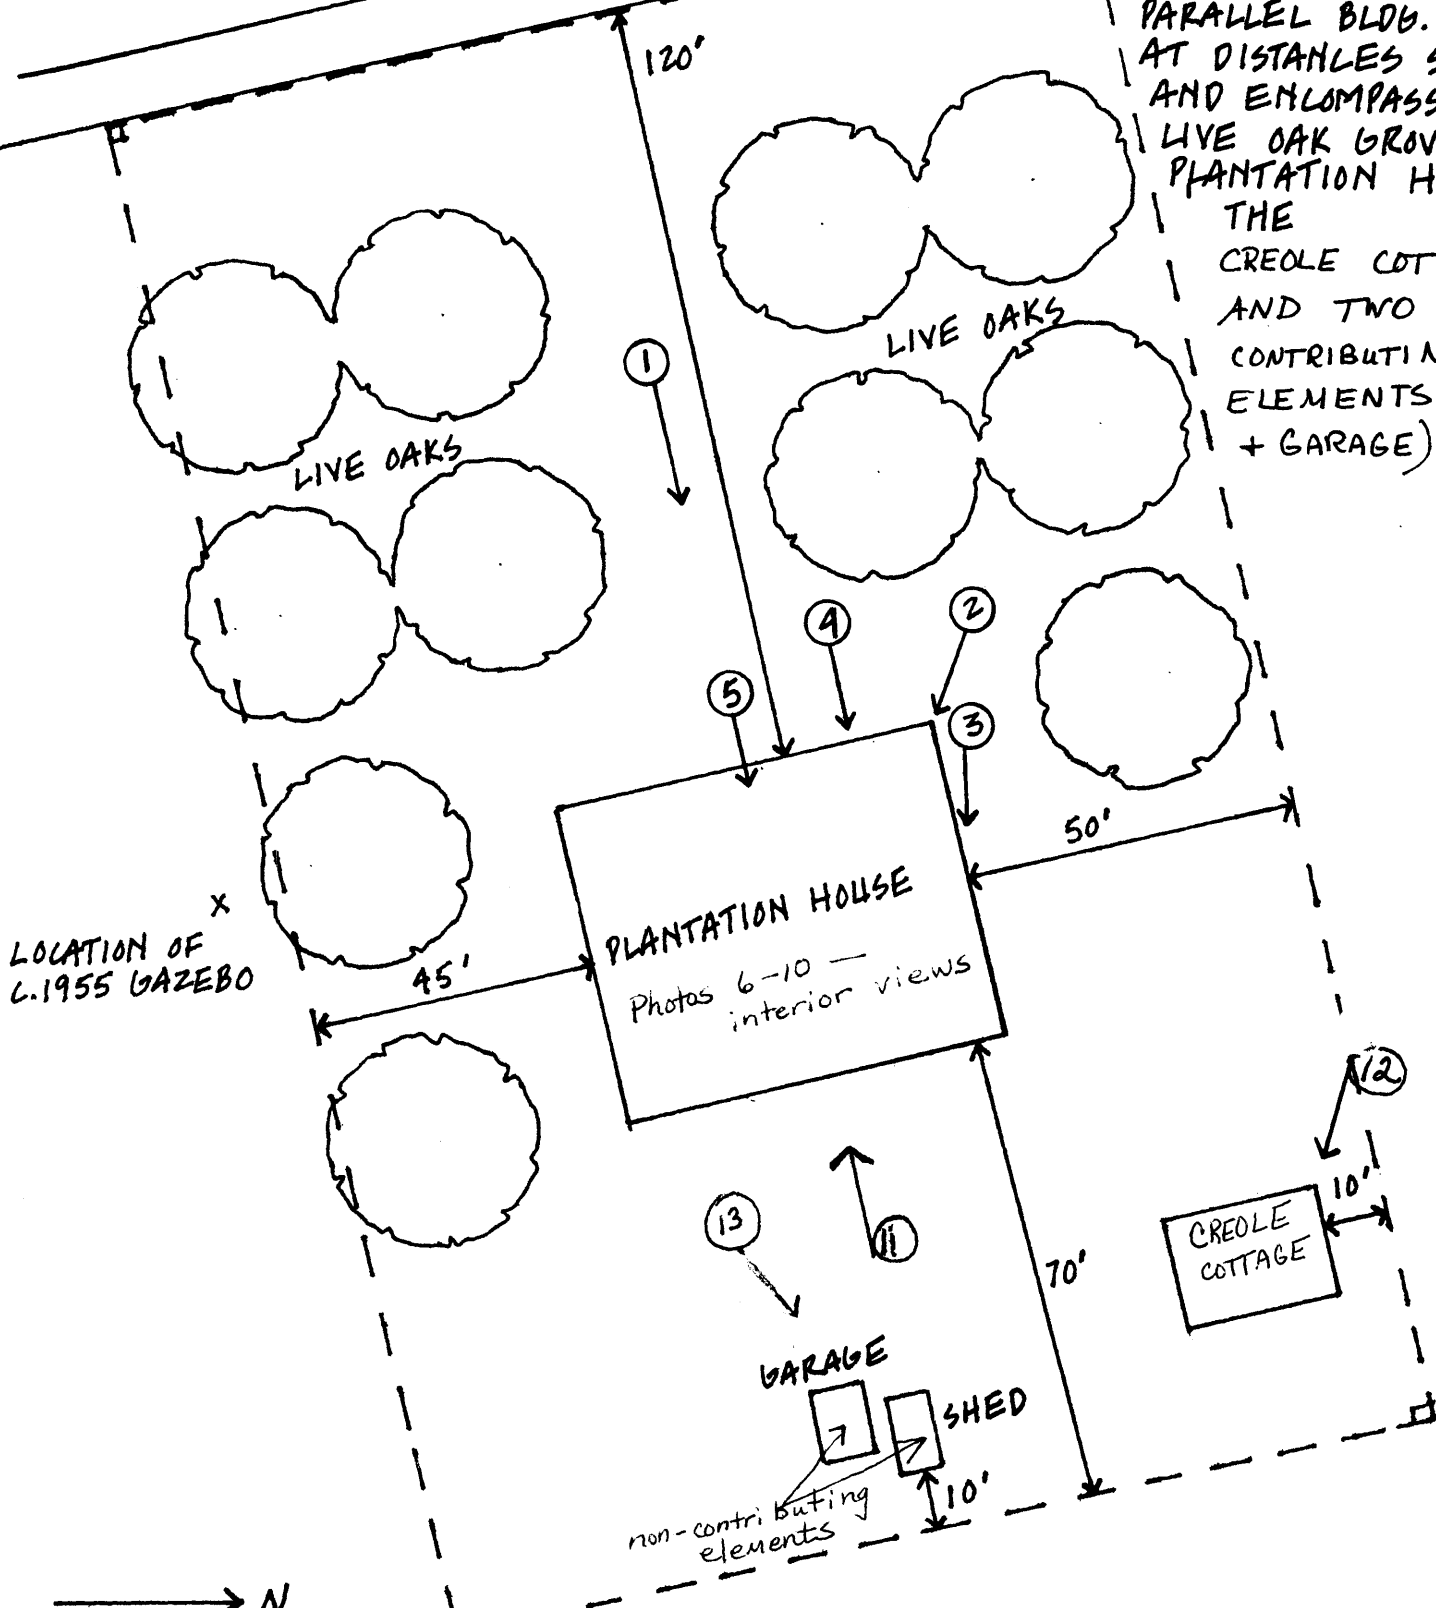 PARALLEL BLDG.
AT DISTANCES
AND ENCOMPASS
LIVE OAK GROV
PLANTATION H
THE
CREOLE COT
AND TWO
CONTRIBUTIN
ELEMENTS
+ GARAGE)
120'
LIVE OAKS
1
LIVE OAKS
4
2
5
3
50'
PLANTATION HOUSE
Photos 6-10 —
interior views
X
LOCATION OF
C.1955 GAZEBO
45'
12
10'
CREOLE
COTTAGE
13
11
70'
GARAGE
SHED
10'
non-contributing
elements
N